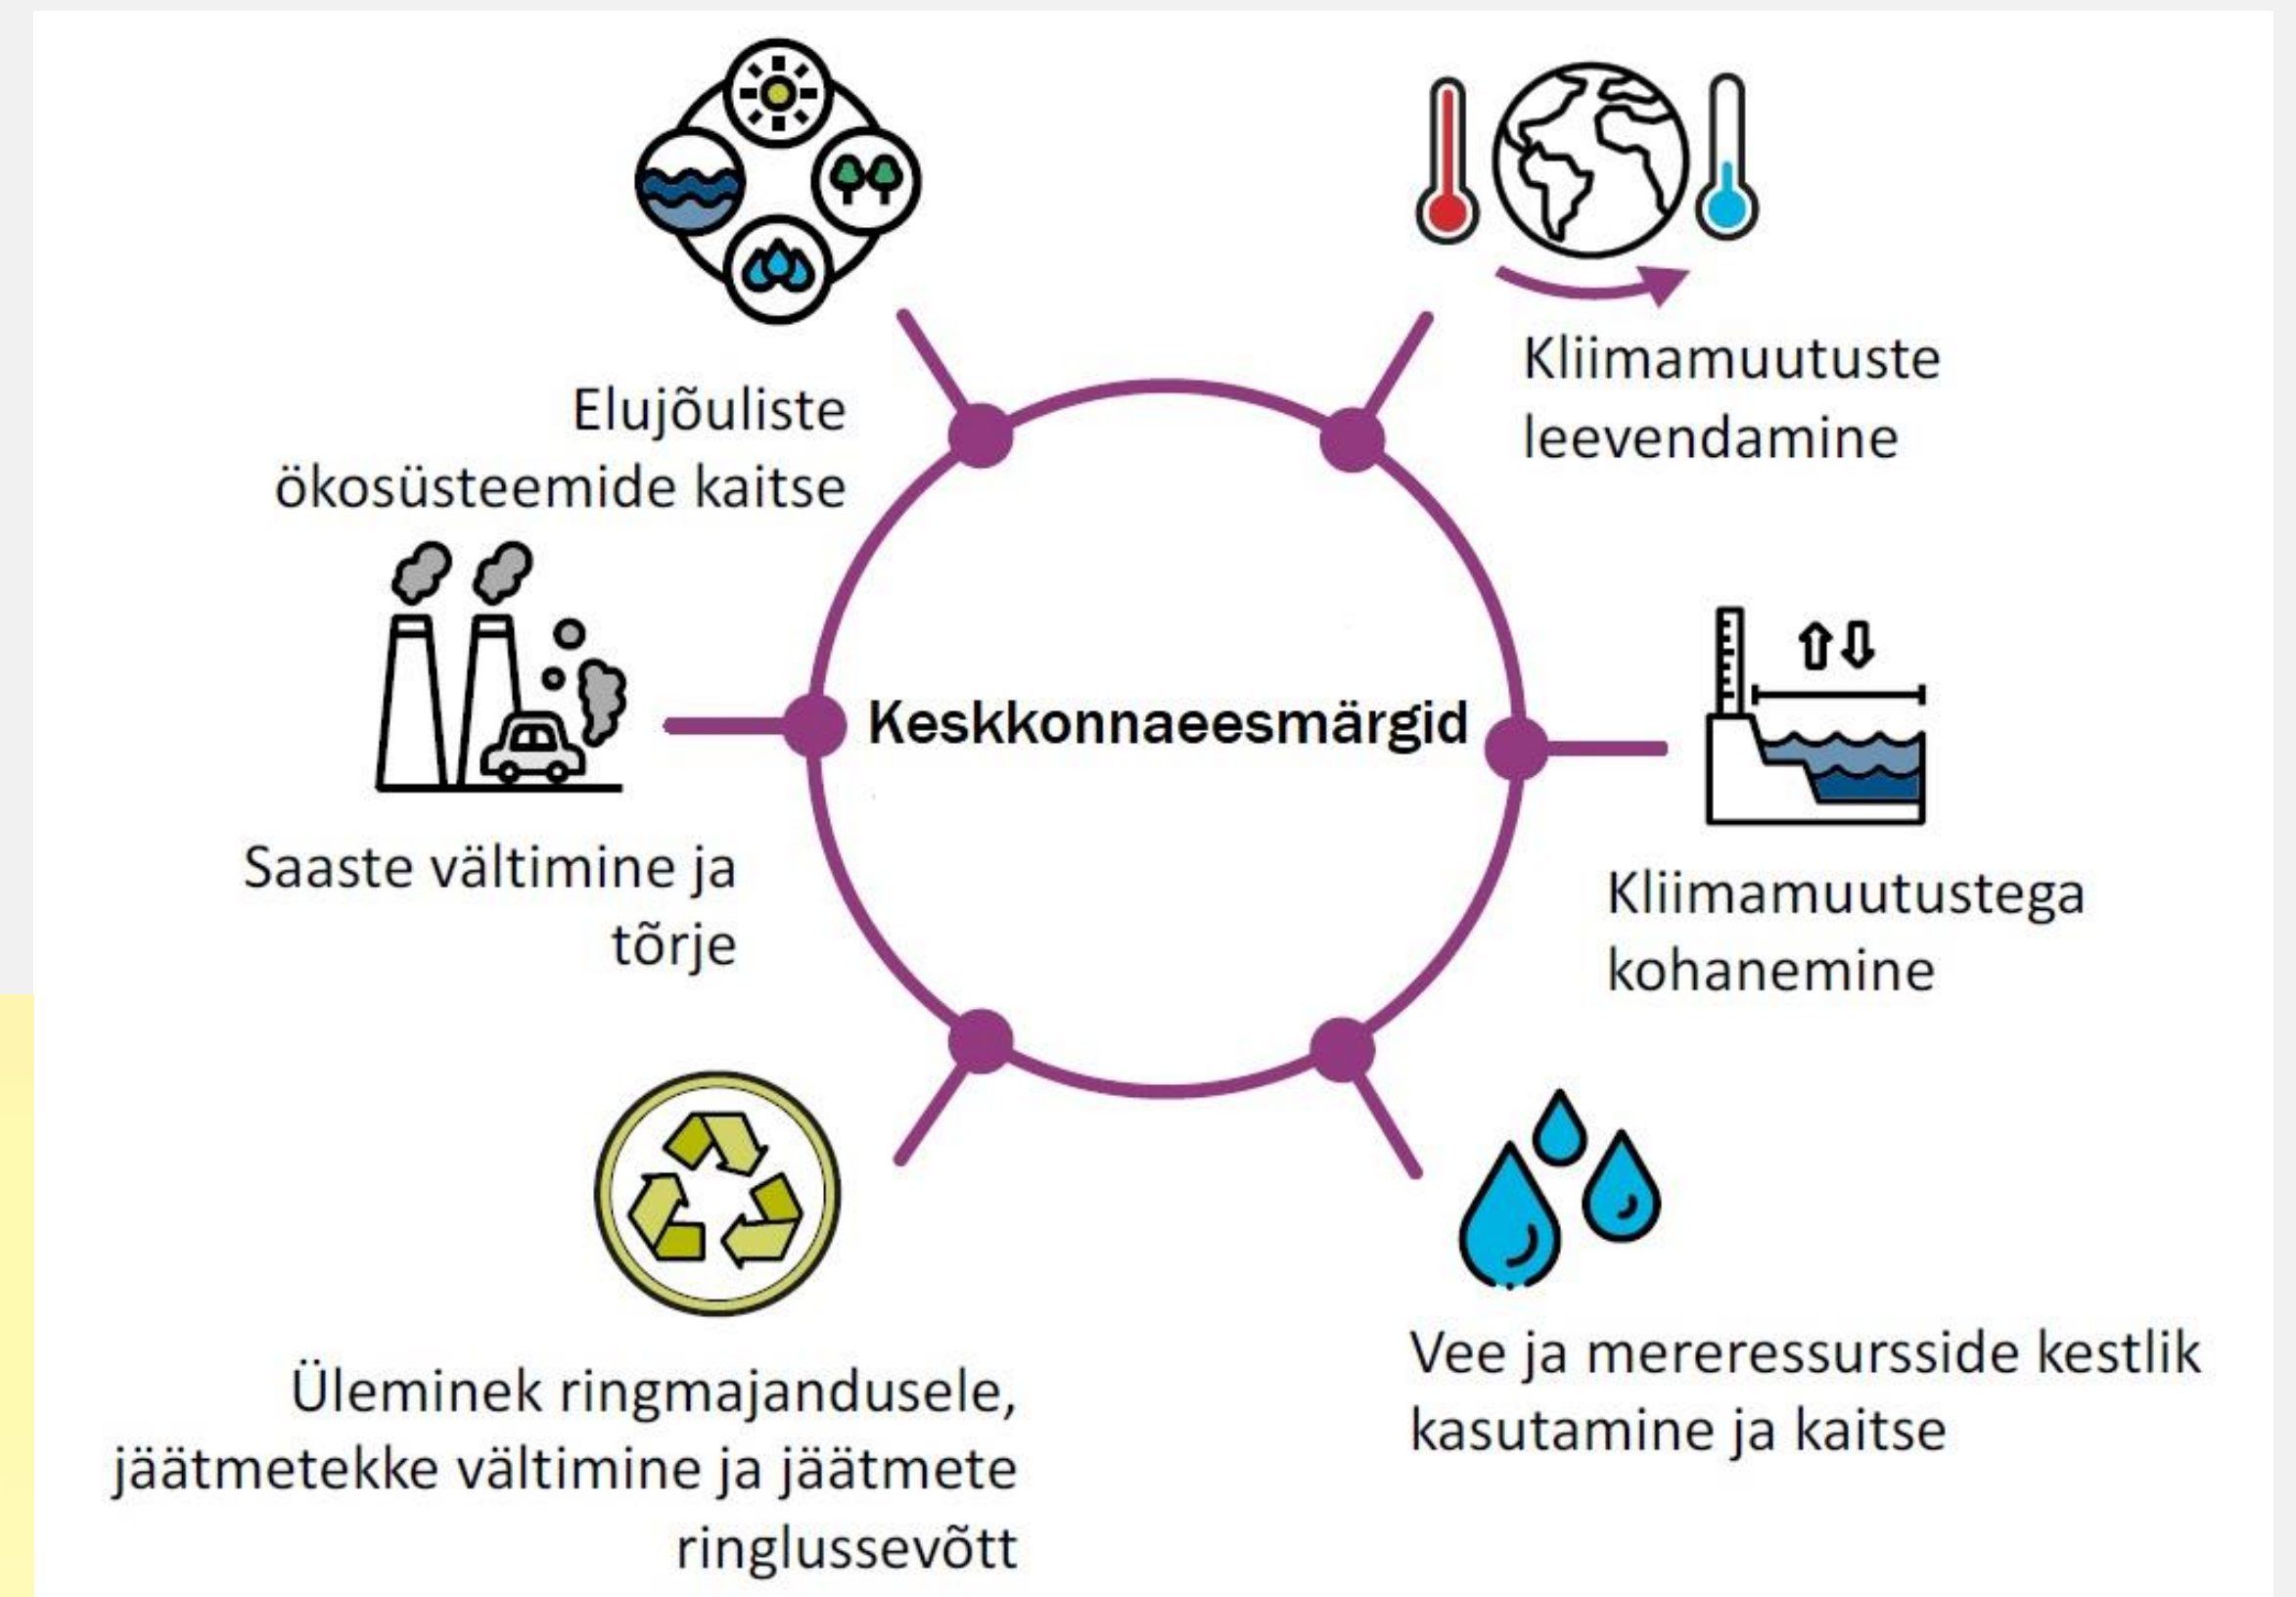 Elujõuliste
ökosüsteemide kaitse
Kliimamuutuste
leevendamine
Keskkonnaeesmärgid
Saaste vältimine ja
tõrje
Kliimamuutustega
kohanemine
Üleminek ringmajandusele,
jäätmetekke vältimine ja jäätmete
ringlussevõtt
Vee ja mereressursside kestlik
kasutamine ja kaitse